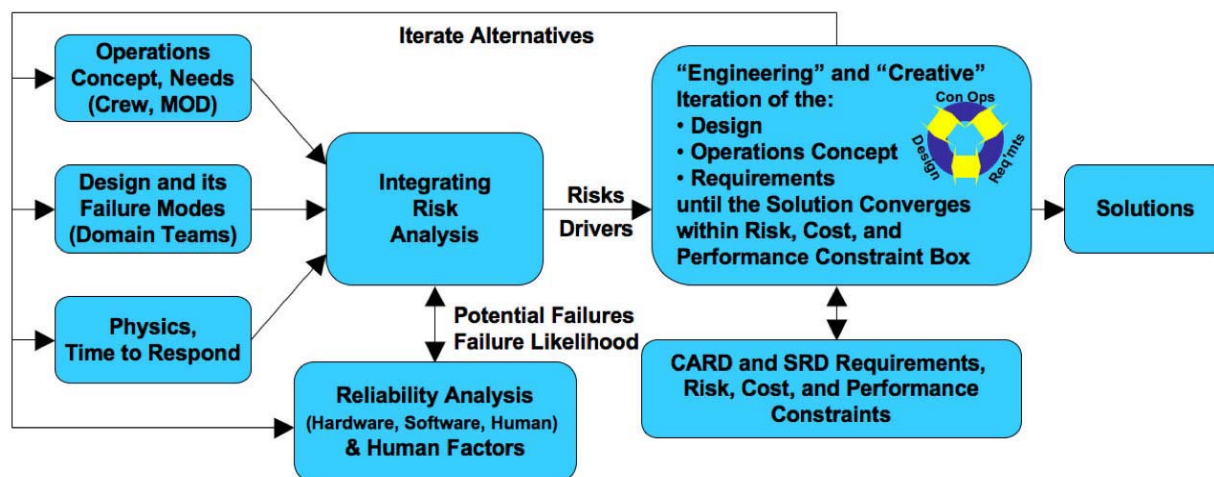 Iterate Alternatives
Operations
Concept, Needs
(Crew, MOD)
Design and its
Failure Modes
(Domain Teams)
Physics,
Time to Respond
Integrating
Risk
Analysis
Risks
Drivers
Potential Failures
Failure Likelihood
Reliability Analysis
(Hardware, Software, Human)
& Human Factors
“Engineering” and “Creative”
Iteration of the:
• Design
• Operations Concept
• Requirements
until the Solution Converges
within Risk, Cost, and
Performance Constraint Box
Con Ops
Design
Req'mts
CARD and SRD Requirements,
Risk, Cost, and Performance
Constraints
Solutions